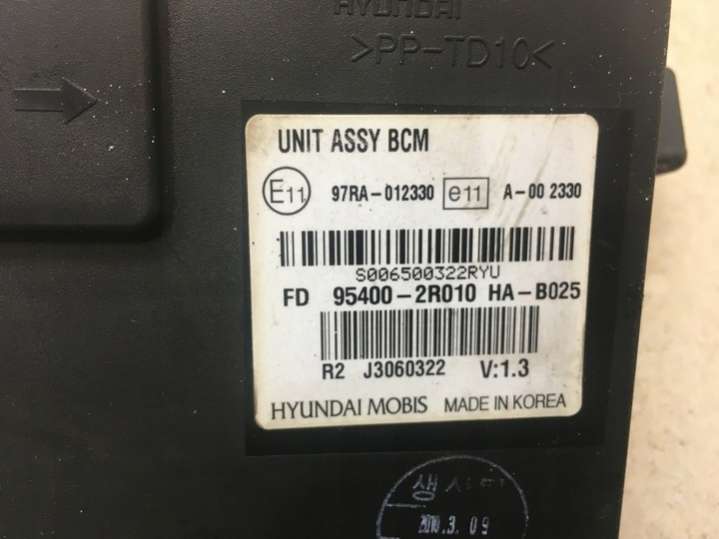 HYUNDAI
>PP-TD10<
UNIT ASSY BCM
E11 97RA-012330 e11 A-00 2330
S006500322RYU
FD 95400-2R010 HA-B025
R2 J3060322 V:1.3
HYUNDAI MOBIS MADE IN KOREA
2010.3.09